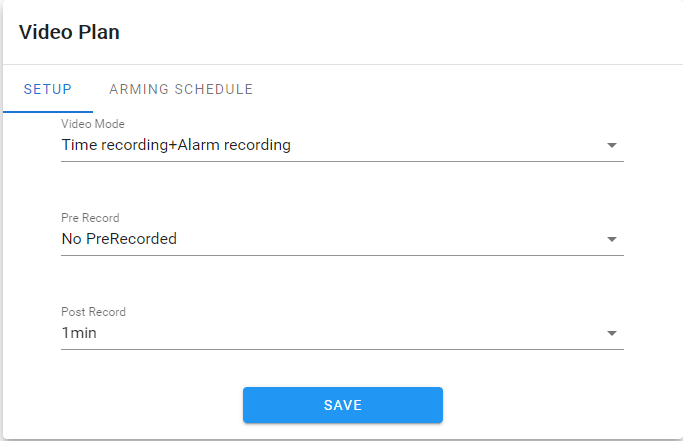 Video Plan
SETUP ARMING SCHEDULE
Video Mode
Time recording+Alarm recording
Pre Record
No PreRecorded
Post Record
1min
SAVE